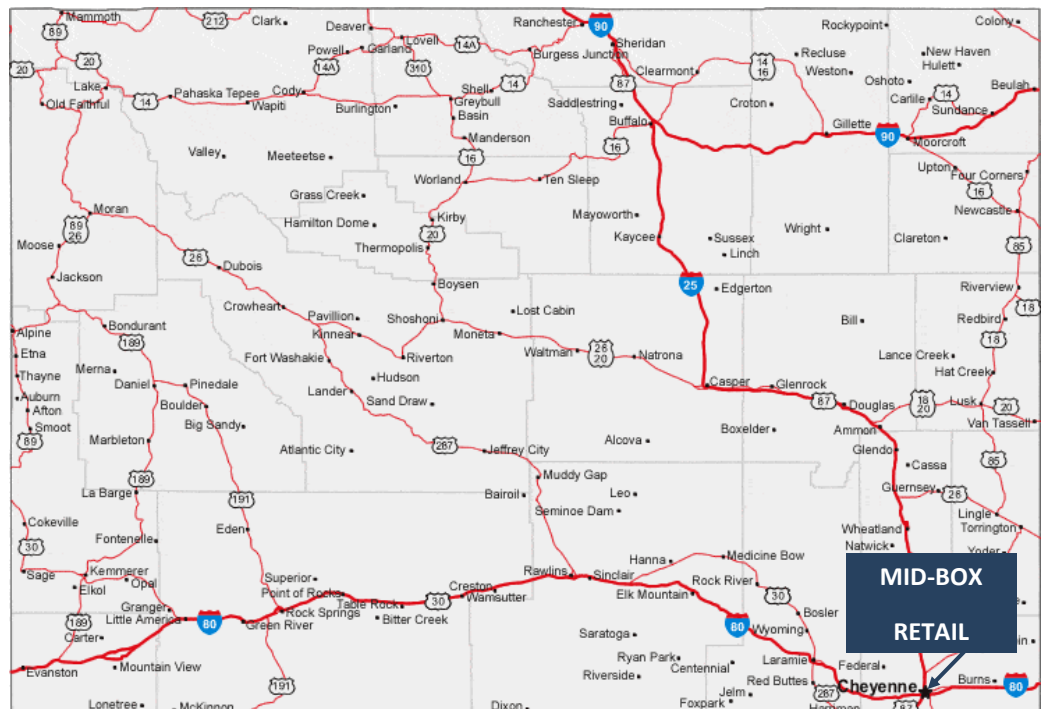 Mammoth
212
Clark
Deaver
Ranchester
90
Rockypoint
Colony
89
Lovell
Powell
Garland
14A
Sheridan
Burgess Junction
Recluse
New Haven
20
20
14A
310
Clearmont
14
16
Weston
Hulett
Oshoto
Lake
Pahaska Tepee
Cody
Shell
14
87
Beulah
Old Faithful
14
Wapiti
Burlington
Greybull
Saddlestring
Croton
Carlile
14
Sundance
Basin
Buffalo
Gillette
90
Manderson
16
Moorcroft
Valley
Meeteetse
16
Upton
Four Corners
Worland
Ten Sleep
16
Grass Creek
Newcastle
Moran
Hamilton Dome
Kirby
Mayoworth
89
26
20
Wright
Moose
Thermopolis
Kaycee
Sussex
Clareton
85
26
Linch
Dubois
Jackson
Boysen
25
Edgerton
Riverview
Crowheart
Lost Cabin
18
Pavillion
Shoshoni
Bill
Redbird
Alpine
Bondurant
Kinnear
Moneta
18
189
Waltman
26
20
Natrona
Lance Creek
Etna
Fort Washakie
Riverton
Merna
Hat Creek
Thayne
Daniel
Pinedale
Hudson
Casper
Glenrock
Auburn
Lander
87
Douglas
18
20
Lusk
20
Afton
Boulder
Sand Draw
Smoot
Big Sandy
Boxelder
Ammon
Van Tassell
89
Marbleton
287
Alcova
Atlantic City
Jeffrey City
Glendo
85
Cassa
189
Muddy Gap
La Barge
191
Bairoil
Leo
Guernsey
26
Seminoe Dam
Lingle
Cokeville
Eden
Wheatland
Torrington
30
Fontenelle
Natwick
Yoder
Hanna
Medicine Bow
Sage
Kemmerer
Superior
Rawlins
Sinclair
MID-BOX
Opal
Creston
Rock River
Elkol
Point of Rocks
Wamsutter
Elk Mountain
30
Granger
Table Rock
30
Little America
80
Rock Springs
Bosler
RETAIL
189
Green River
Bitter Creek
80
Wyoming
Carter
Saratoga
Ryan Park
Laramie
Federal
Evanston
Mountain View
Centennial
Riverside
Red Buttes
Cheyenne
Burns
80
191
Jelm
287
Lonetree
McKinnon
Dixon
Foxpark